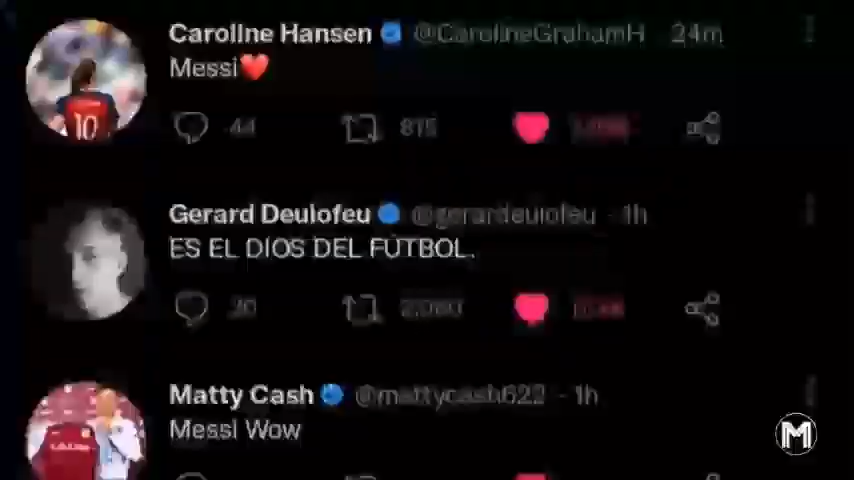 Caroline Hansen @CarolineGrahamH 24m
Messi❤️
44 815
Gerard Deulofeu @gerardeulofeu · 1h
ES EL DIOS DEL FÚTBOL.
20
Matty Cash @mattycash622 · 1h
Messi Wow
M